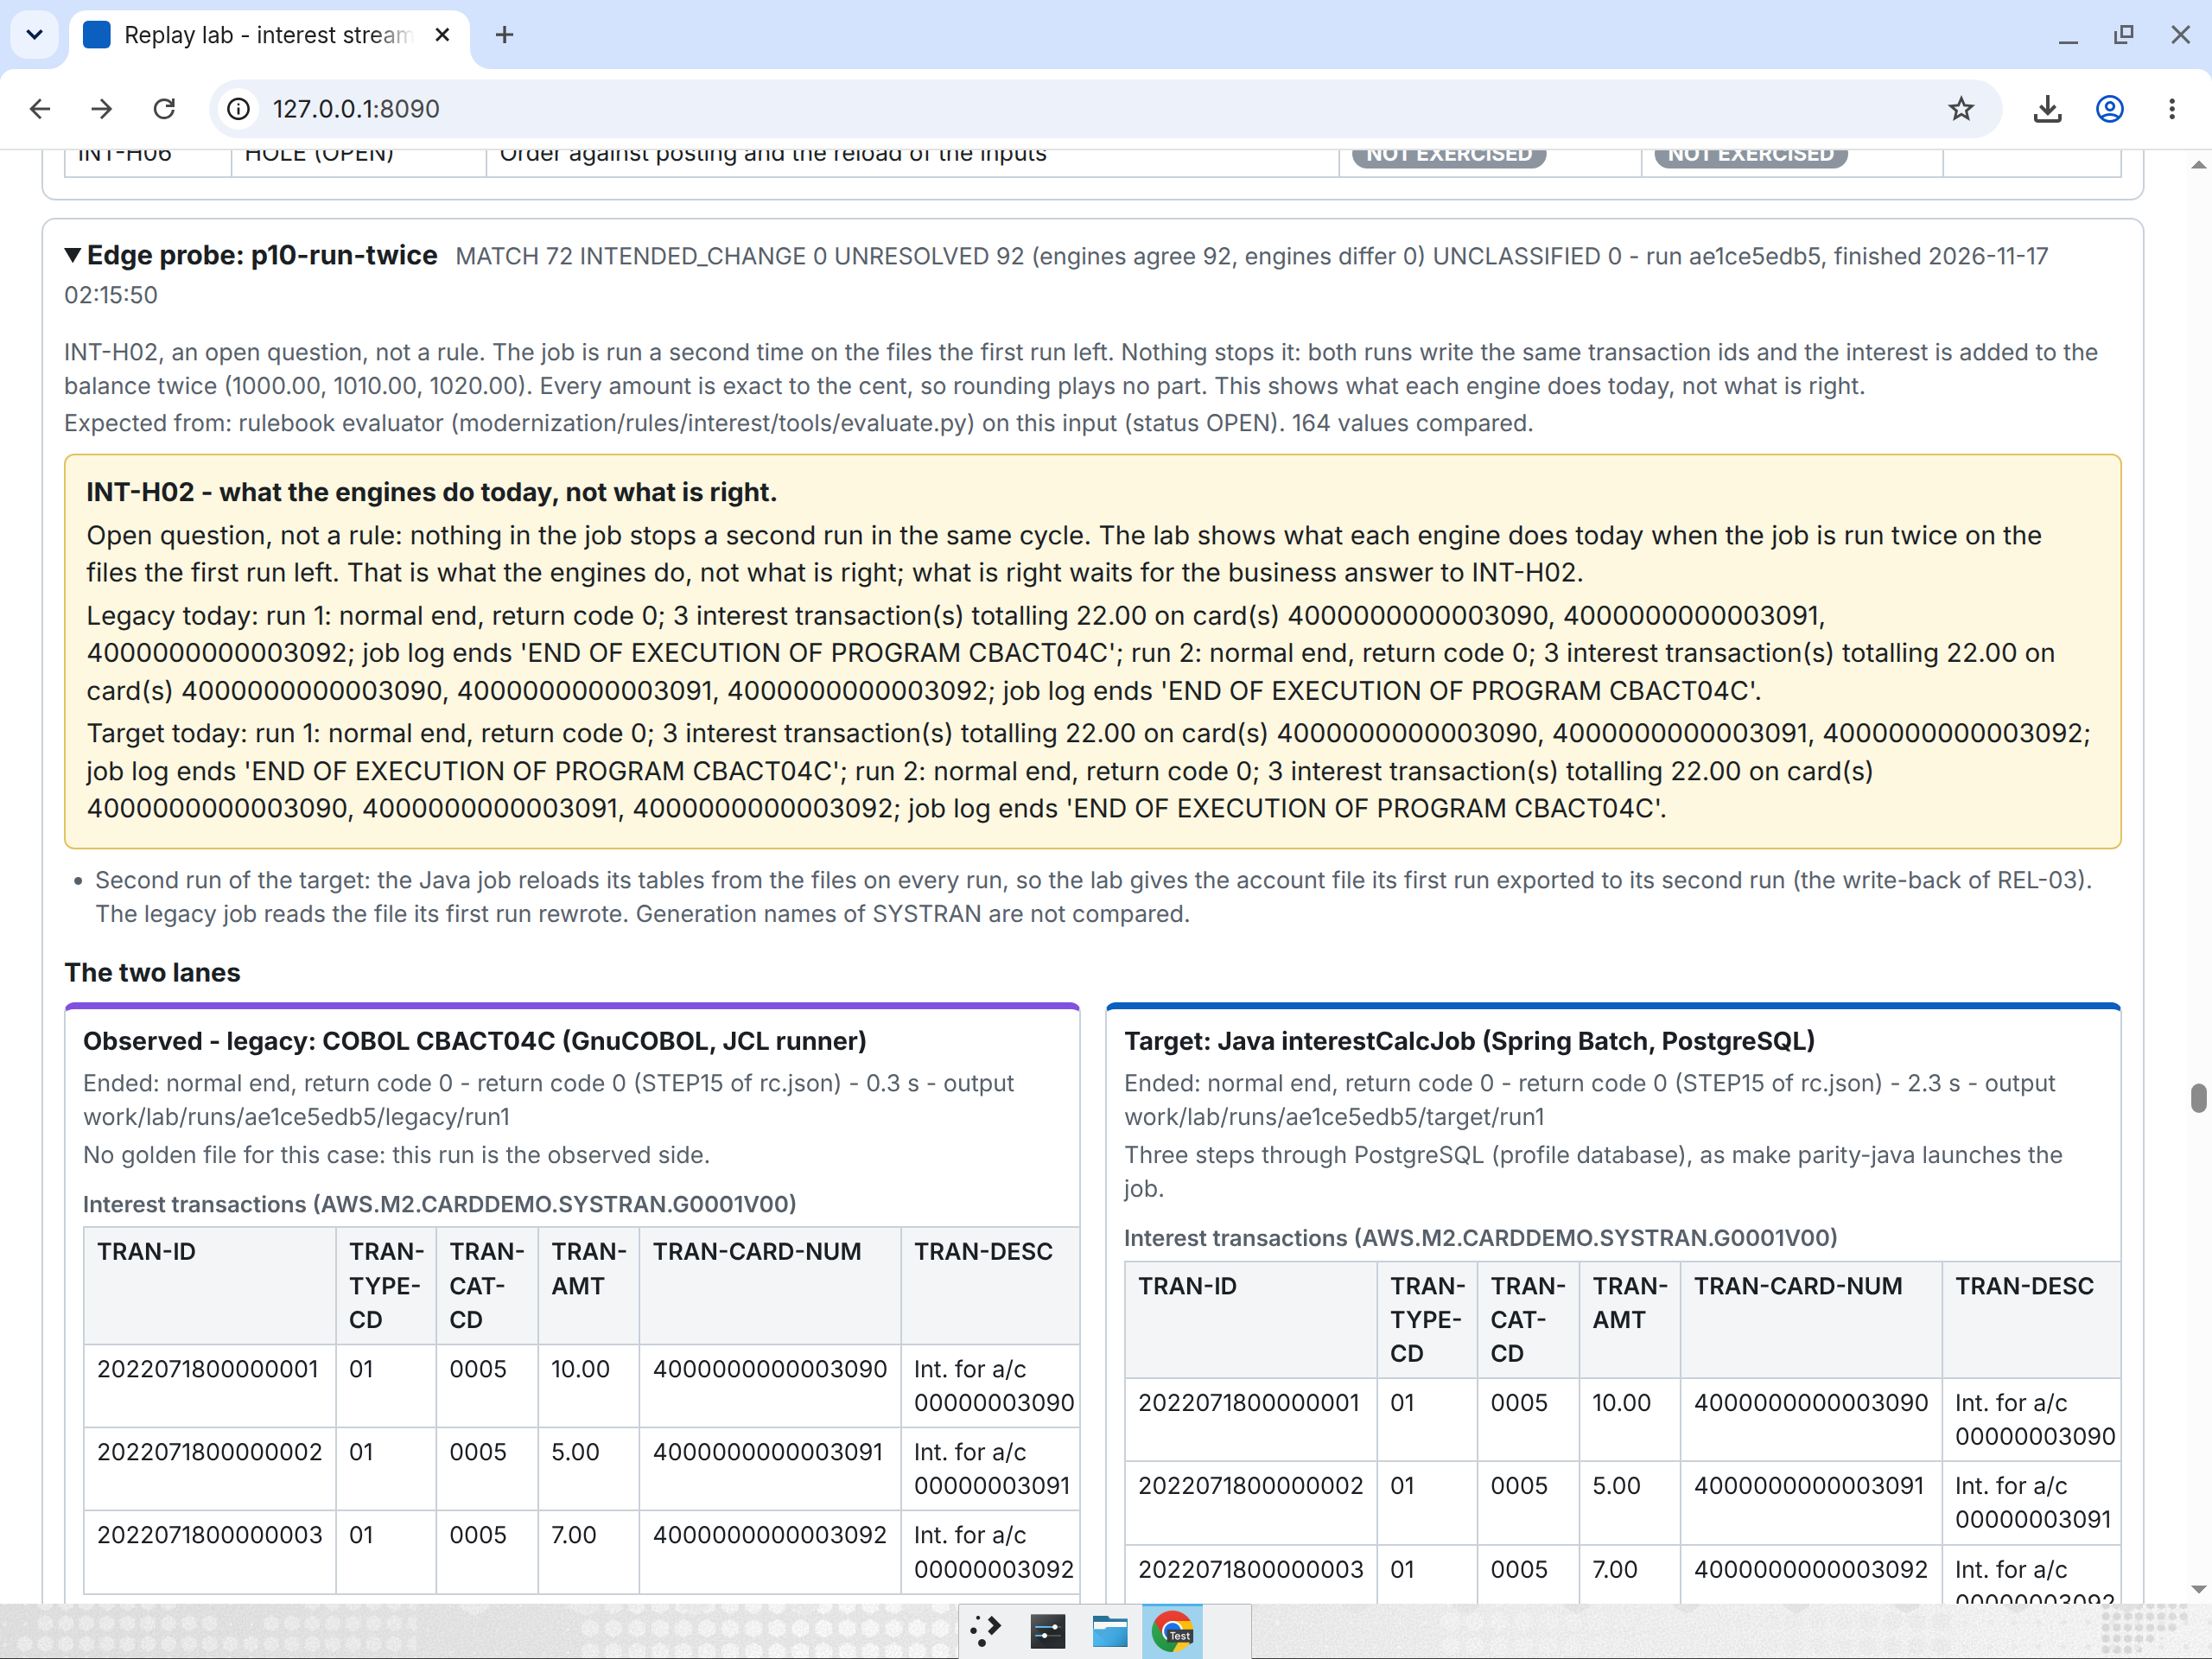 Replay lab - interest stream
127.0.0.1:8090
INT-H06 HOLE (OPEN) Order against posting and the reload of the inputs NOT EXERCISED NOT EXERCISED
Edge probe: p10-run-twice MATCH 72 INTENDED_CHANGE 0 UNRESOLVED 92 (engines agree 92, engines differ 0) UNCLASSIFIED 0 - run ae1ce5edb5, finished 2026-11-17
02:15:50
INT-H02, an open question, not a rule. The job is run a second time on the files the first run left. Nothing stops it: both runs write the same transaction ids and the interest is added to the
balance twice (1000.00, 1010.00, 1020.00). Every amount is exact to the cent, so rounding plays no part. This shows what each engine does today, not what is right.
Expected from: rulebook evaluator (modernization/rules/interest/tools/evaluate.py) on this input (status OPEN). 164 values compared.
INT-H02 - what the engines do today, not what is right.
Open question, not a rule: nothing in the job stops a second run in the same cycle. The lab shows what each engine does today when the job is run twice on the
files the first run left. That is what the engines do, not what is right; what is right waits for the business answer to INT-H02.
Legacy today: run 1: normal end, return code 0; 3 interest transaction(s) totalling 22.00 on card(s) 4000000000003090, 4000000000003091,
4000000000003092; job log ends 'END OF EXECUTION OF PROGRAM CBACT04C'; run 2: normal end, return code 0; 3 interest transaction(s) totalling 22.00 on
card(s) 4000000000003090, 4000000000003091, 4000000000003092; job log ends 'END OF EXECUTION OF PROGRAM CBACT04C'.
Target today: run 1: normal end, return code 0; 3 interest transaction(s) totalling 22.00 on card(s) 4000000000003090, 4000000000003091, 4000000000003092;
job log ends 'END OF EXECUTION OF PROGRAM CBACT04C'; run 2: normal end, return code 0; 3 interest transaction(s) totalling 22.00 on card(s)
4000000000003090, 4000000000003091, 4000000000003092; job log ends 'END OF EXECUTION OF PROGRAM CBACT04C'.
• Second run of the target: the Java job reloads its tables from the files on every run, so the lab gives the account file its first run exported to its second run (the write-back of REL-03).
The legacy job reads the file its first run rewrote. Generation names of SYSTRAN are not compared.
The two lanes
Observed - legacy: COBOL CBACT04C (GnuCOBOL, JCL runner)
Ended: normal end, return code 0 - return code 0 (STEP15 of rc.json) - 0.3 s - output
work/lab/runs/ae1ce5edb5/legacy/run1
No golden file for this case: this run is the observed side.
Interest transactions (AWS.M2.CARDDEMO.SYSTRAN.G0001V00)
TRAN-ID TRAN-TYPE-CD TRAN-CAT-CD TRAN-AMT TRAN-CARD-NUM TRAN-DESC
2022071800000001 01 0005 10.00 4000000000003090 Int. for a/c
00000003090
2022071800000002 01 0005 5.00 4000000000003091 Int. for a/c
00000003091
2022071800000003 01 0005 7.00 4000000000003092 Int. for a/c
00000003092
Target: Java interestCalcJob (Spring Batch, PostgreSQL)
Ended: normal end, return code 0 - return code 0 (STEP15 of rc.json) - 2.3 s - output
work/lab/runs/ae1ce5edb5/target/run1
Three steps through PostgreSQL (profile database), as make parity-java launches the
job.
Interest transactions (AWS.M2.CARDDEMO.SYSTRAN.G0001V00)
TRAN-ID TRAN-TYPE-CD TRAN-CAT-CD TRAN-AMT TRAN-CARD-NUM TRAN-DESC
2022071800000001 01 0005 10.00 4000000000003090 Int. for a/c
00000003090
2022071800000002 01 0005 5.00 4000000000003091 Int. for a/c
00000003091
2022071800000003 01 0005 7.00 4000000000003092 Int. for a/c
00000003092
Test